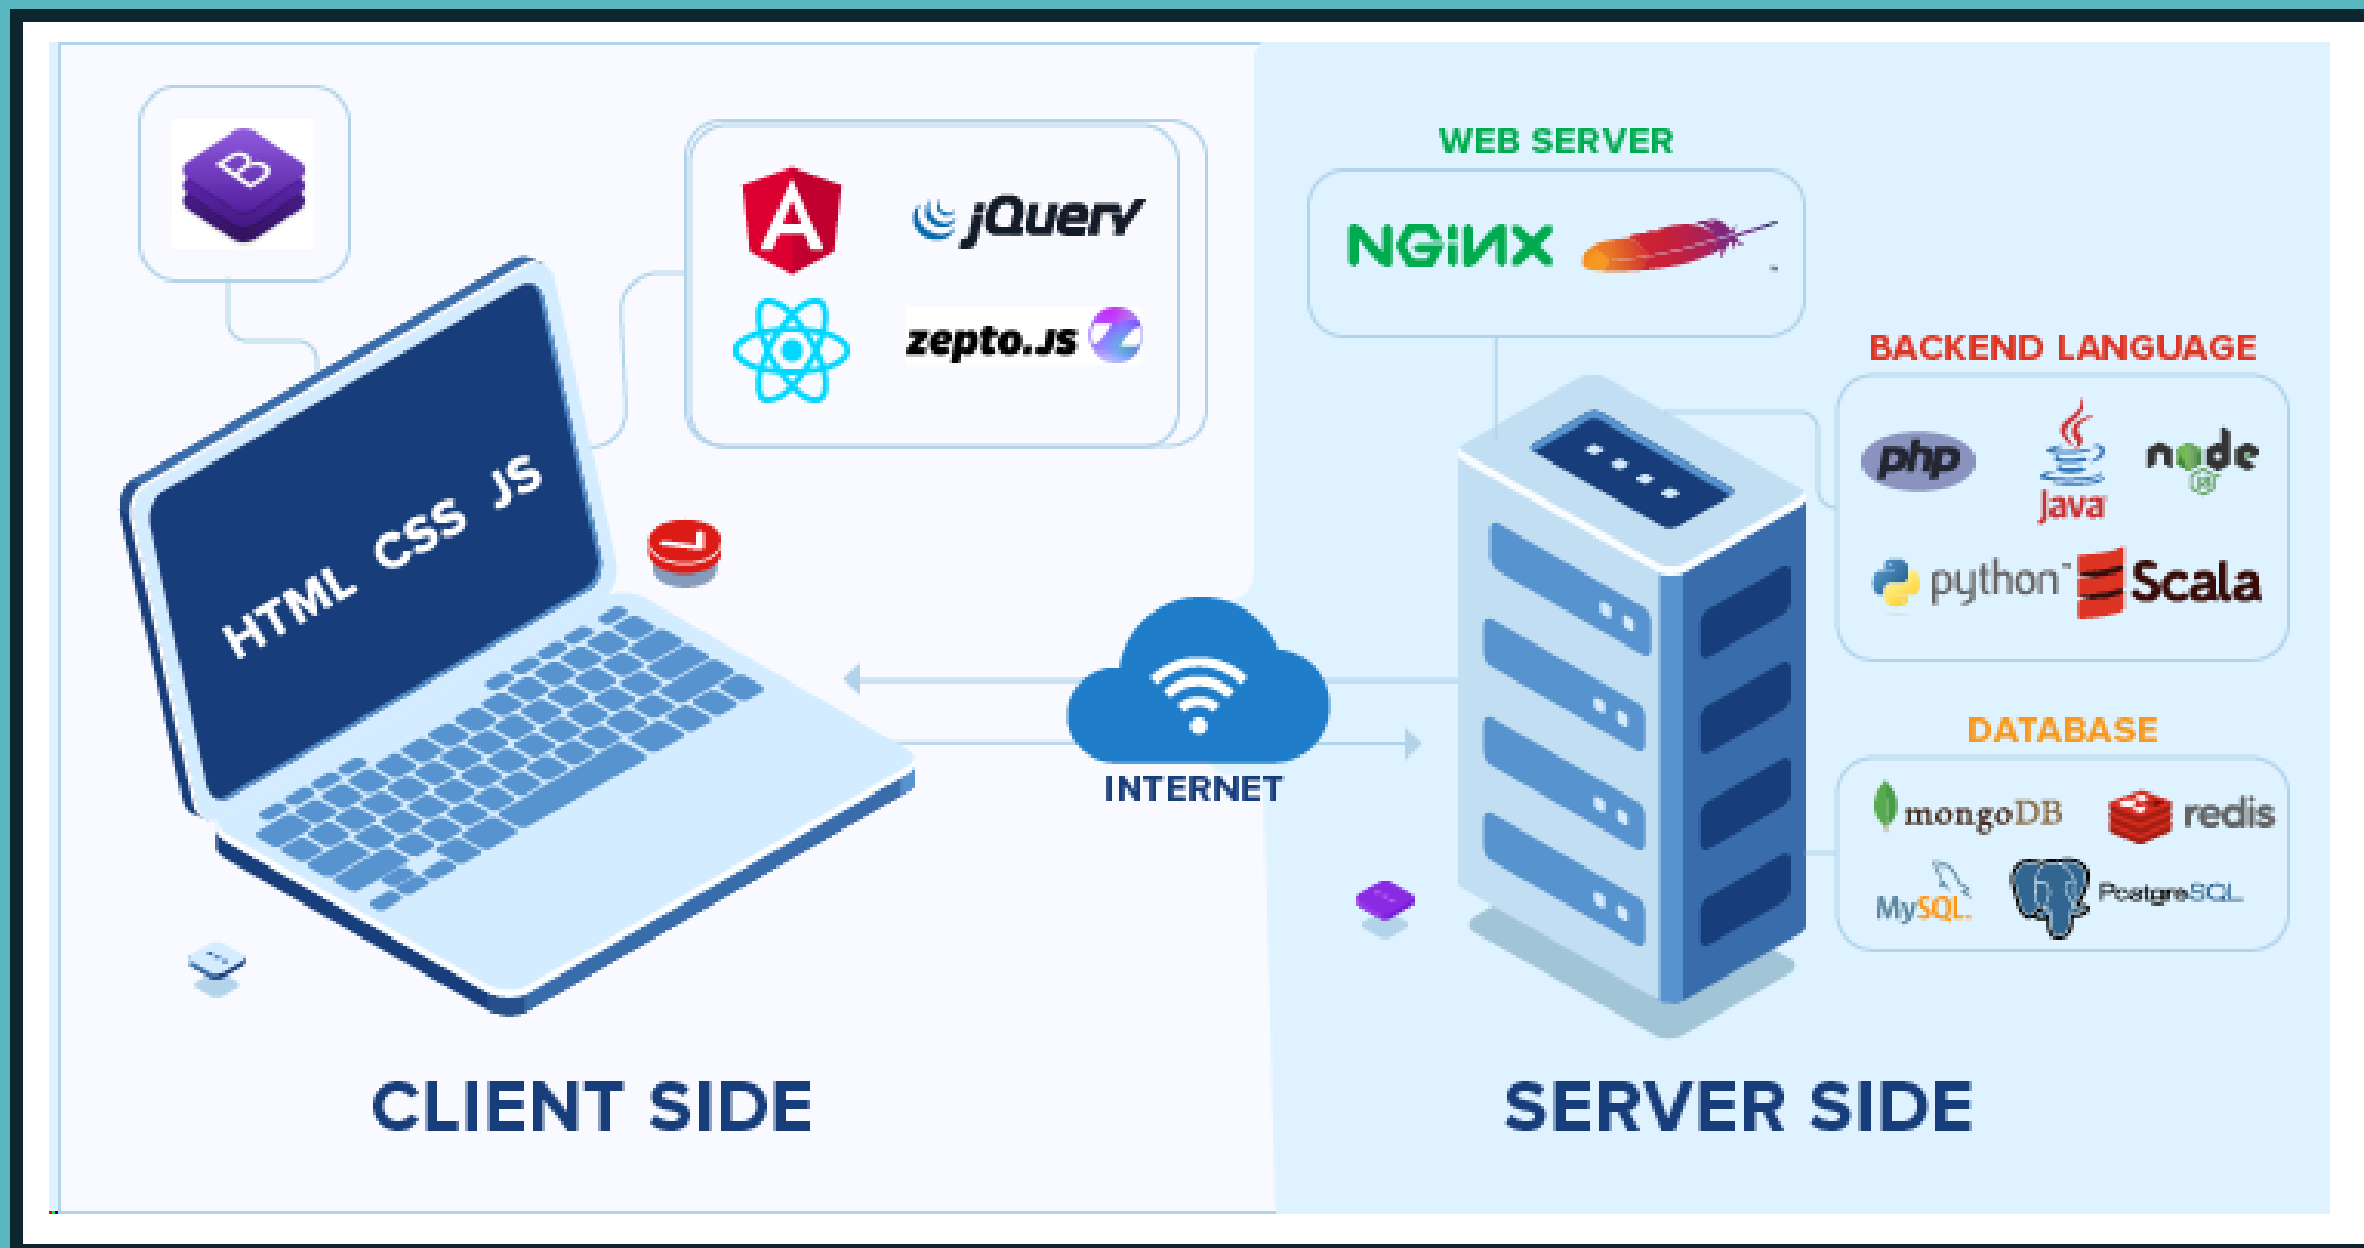 B
A
jQuery
zepto.JS
HTML CSS JS
CLIENT SIDE
INTERNET
WEB SERVER
NGiNX
BACKEND LANGUAGE
php
Java
node
python
Scala
DATABASE
mongoDB
redis
MySQL
PostgreSQL
SERVER SIDE